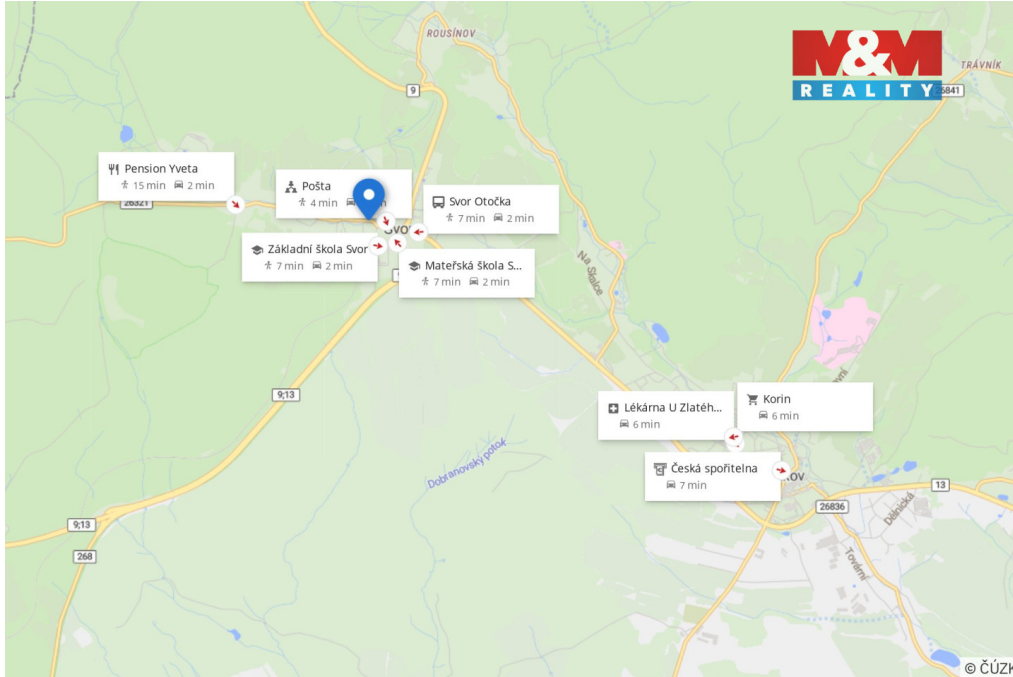 ROUSÍNOV
M&M
REALITY
TRÁVNÍK
9
26841
Pension Yveta
15 min 2 min
26321
Pošta
4 min
Svor Otočka
7 min 2 min
Základní škola Svor
7 min 2 min
Mateřská škola S...
7 min 2 min
Na Skalce
9;13
Lékárna U Zlatéh...
6 min
Korin
6 min
Dobranovský potok
Česká spořitelna
7 min
13
26836
Dělnická
Tovární
9;13
268
© ČÚZK